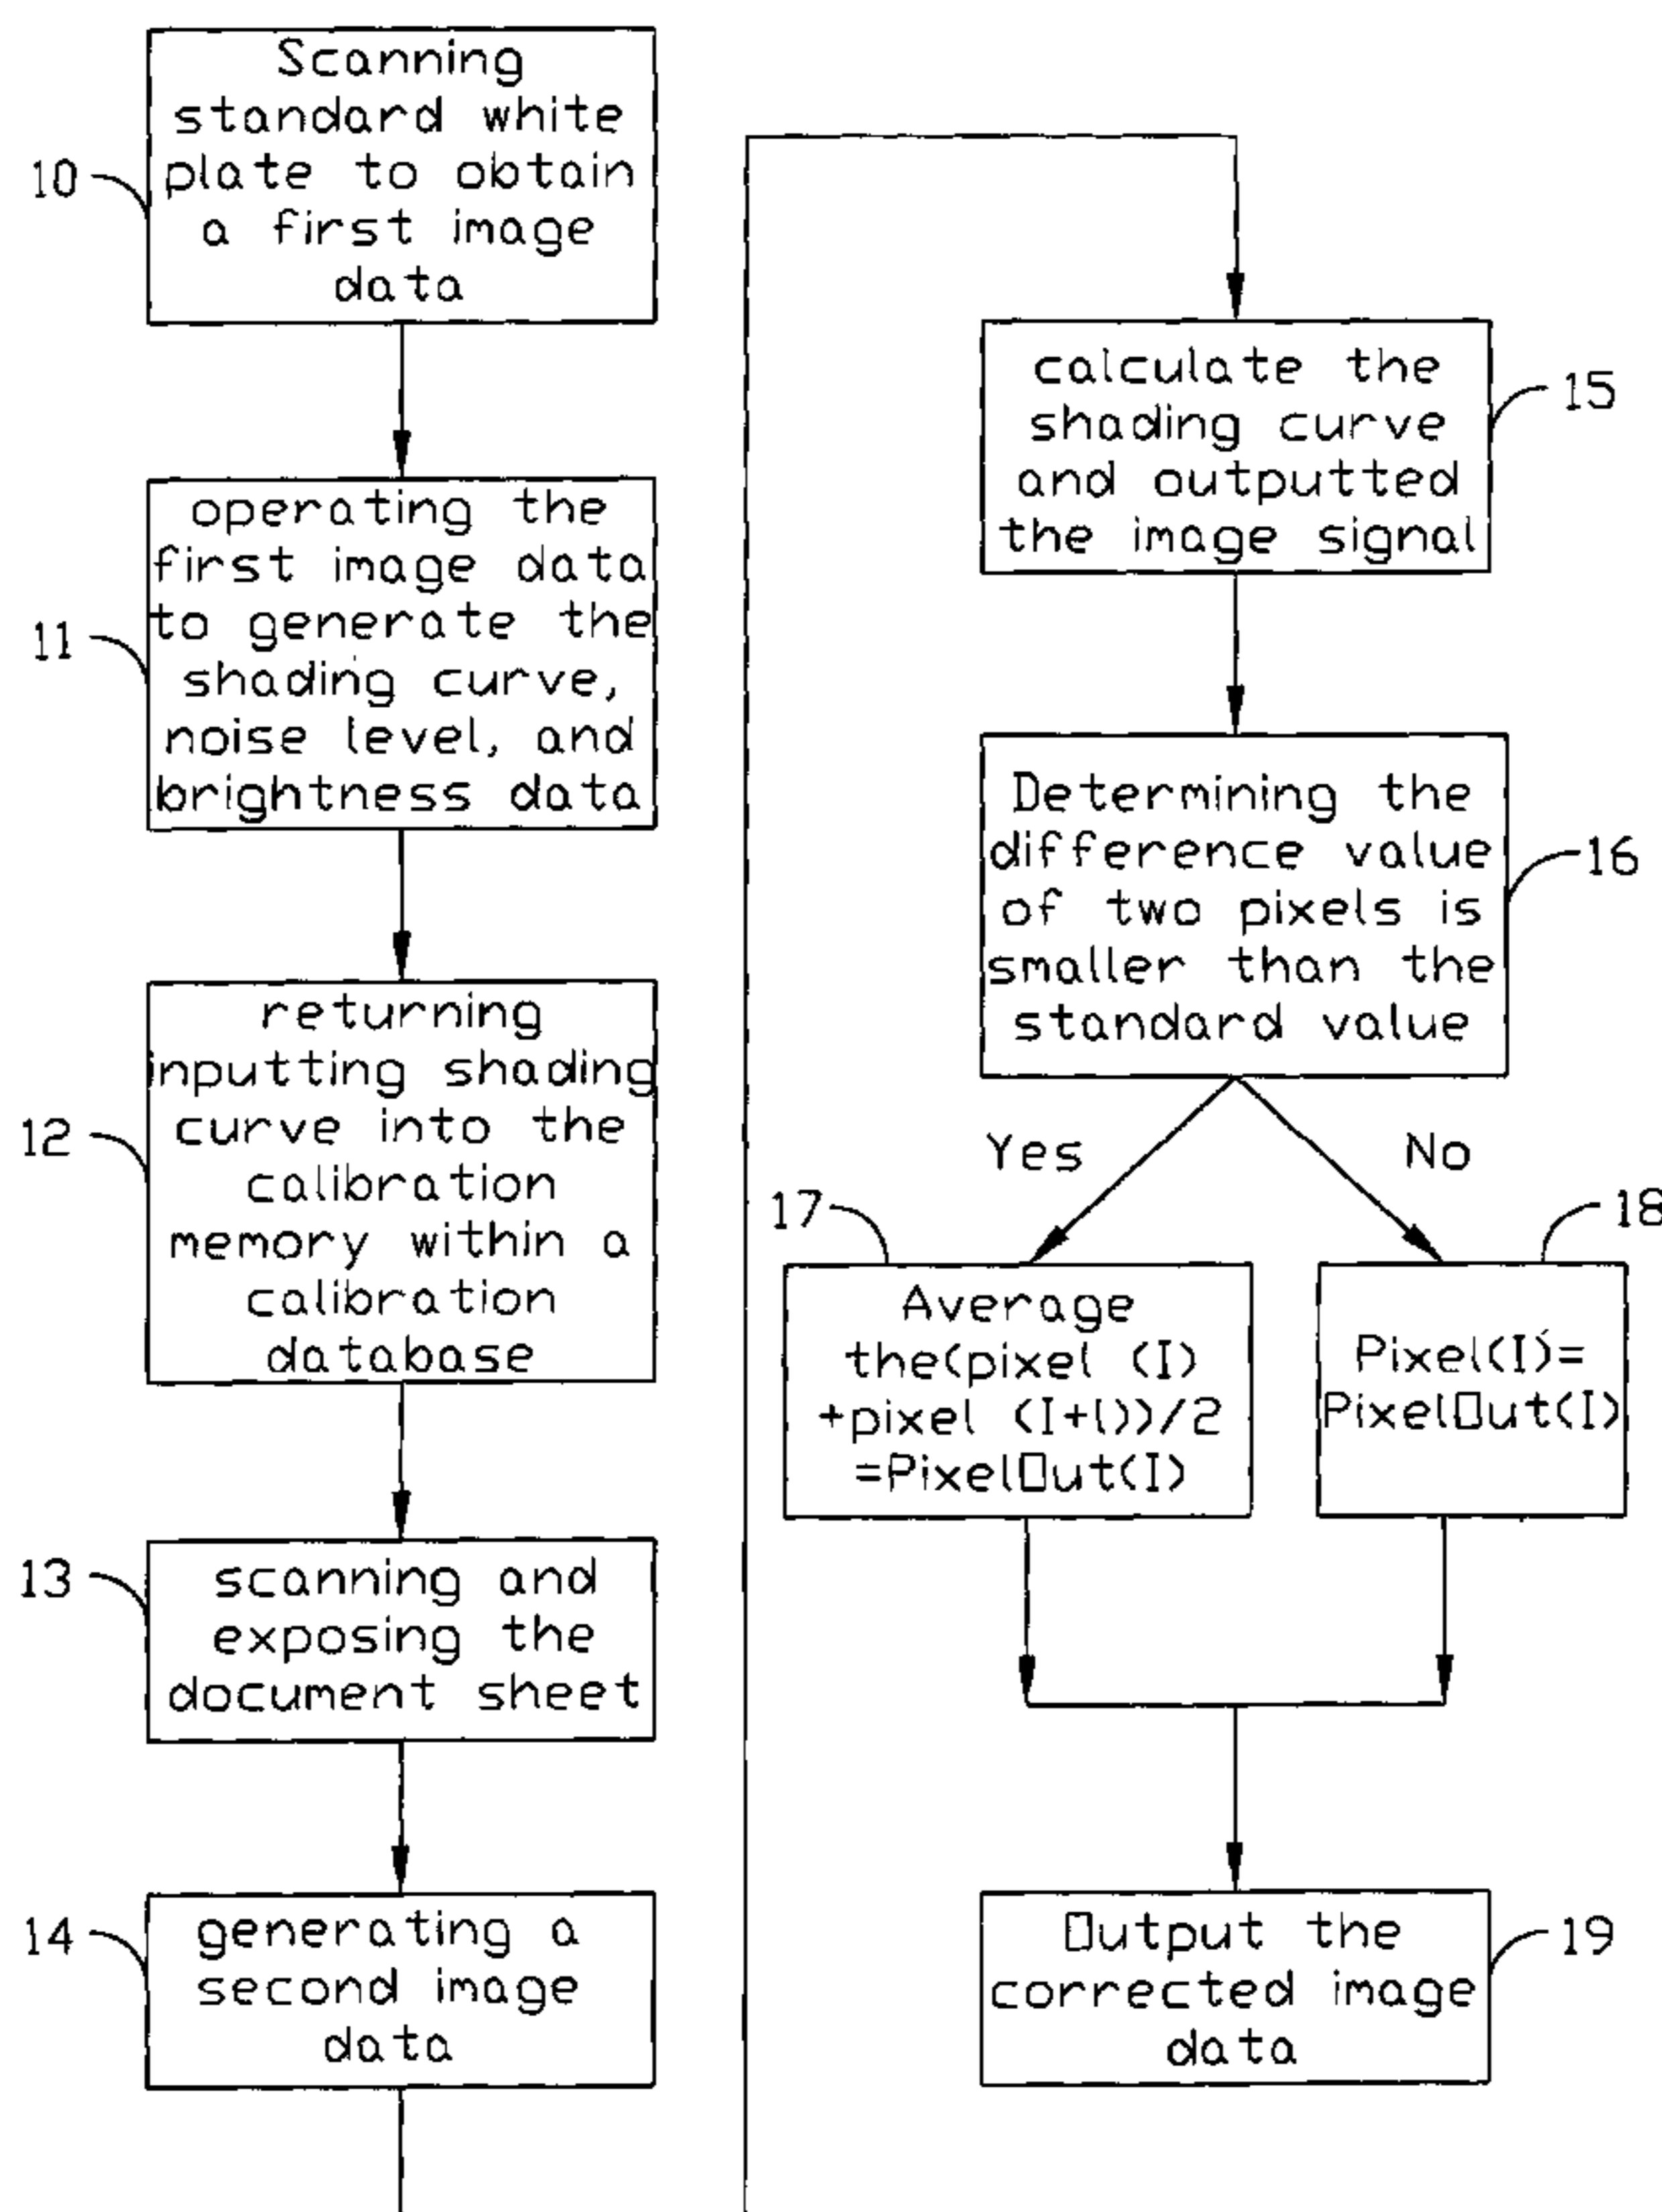 Scanning
standard white
plate to obtain
a first image
data
10
operating the
first image data
to generate the
shading curve,
noise level, and
brightness data
11
returning
inputting shading
curve into the
calibration
memory within a
calibration
database
12
scanning and
exposing the
document sheet
13
generating a
second image
data
14
calculate the
shading curve
and outputted
the image signal
15
Determining the
difference value
of two pixels is
smaller than the
standard value
16
Yes
No
17
Average
the(pixel (I)
+pixel (I+l))/2
=PixelOut(I)
18
Pixel(I)=
PixelOut(I)
Output the
corrected image
data
19